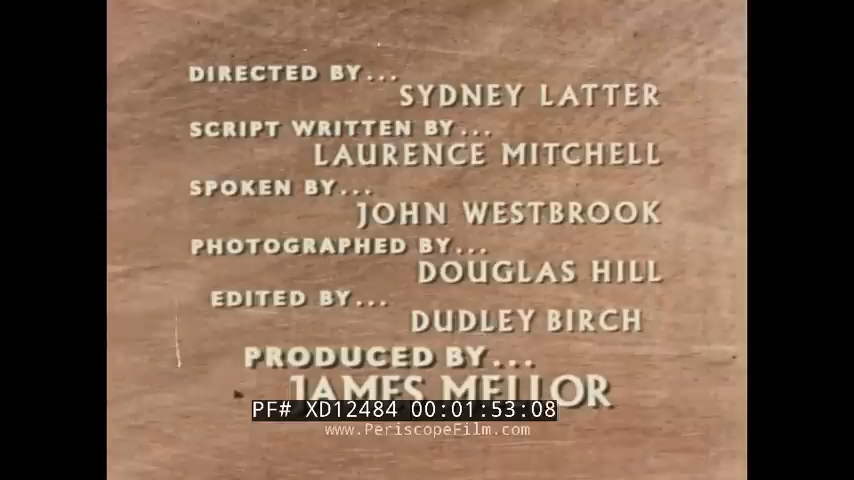 DIRECTED BY...
SYDNEY LATTER
SCRIPT WRITTEN BY...
LAURENCE MITCHELL
SPOKEN BY...
JOHN WESTBROOK
PHOTOGRAPHED BY...
DOUGLAS HILL
EDITED BY...
DUDLEY BIRCH
PRODUCED BY...
JAMES MELLOR
PF# XD12484 00:01:53:08
www.PeriscopeFilm.com